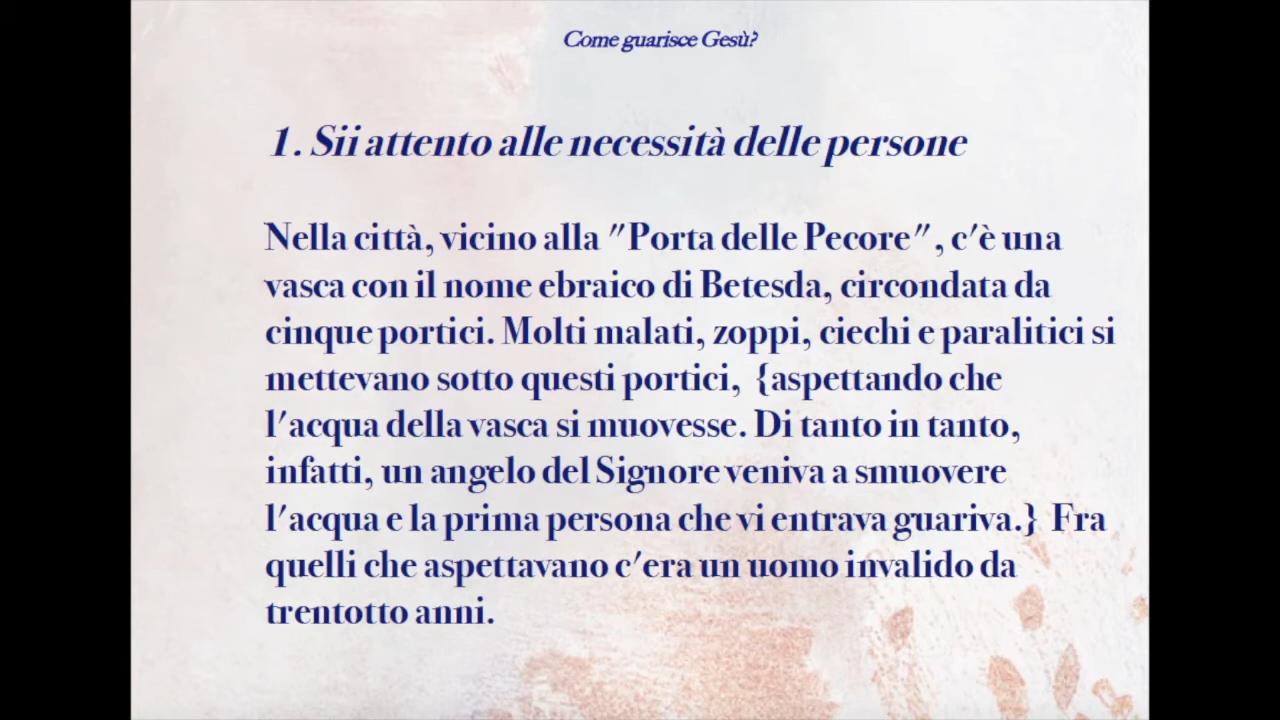 Come guarisce Gesù?
1. Sii attento alle necessità delle persone
Nella città, vicino alla "Porta delle Pecore", c'è una
vasca con il nome ebraico di Betesda, circondata da
cinque portici. Molti malati, zoppi, ciechi e paralitici si
mettevano sotto questi portici, {aspettando che
l'acqua della vasca si muovesse. Di tanto in tanto,
infatti, un angelo del Signore veniva a smuovere
l'acqua e la prima persona che vi entrava guariva.} Fra
quelli che aspettavano c'era un uomo invalido da
trentotto anni.